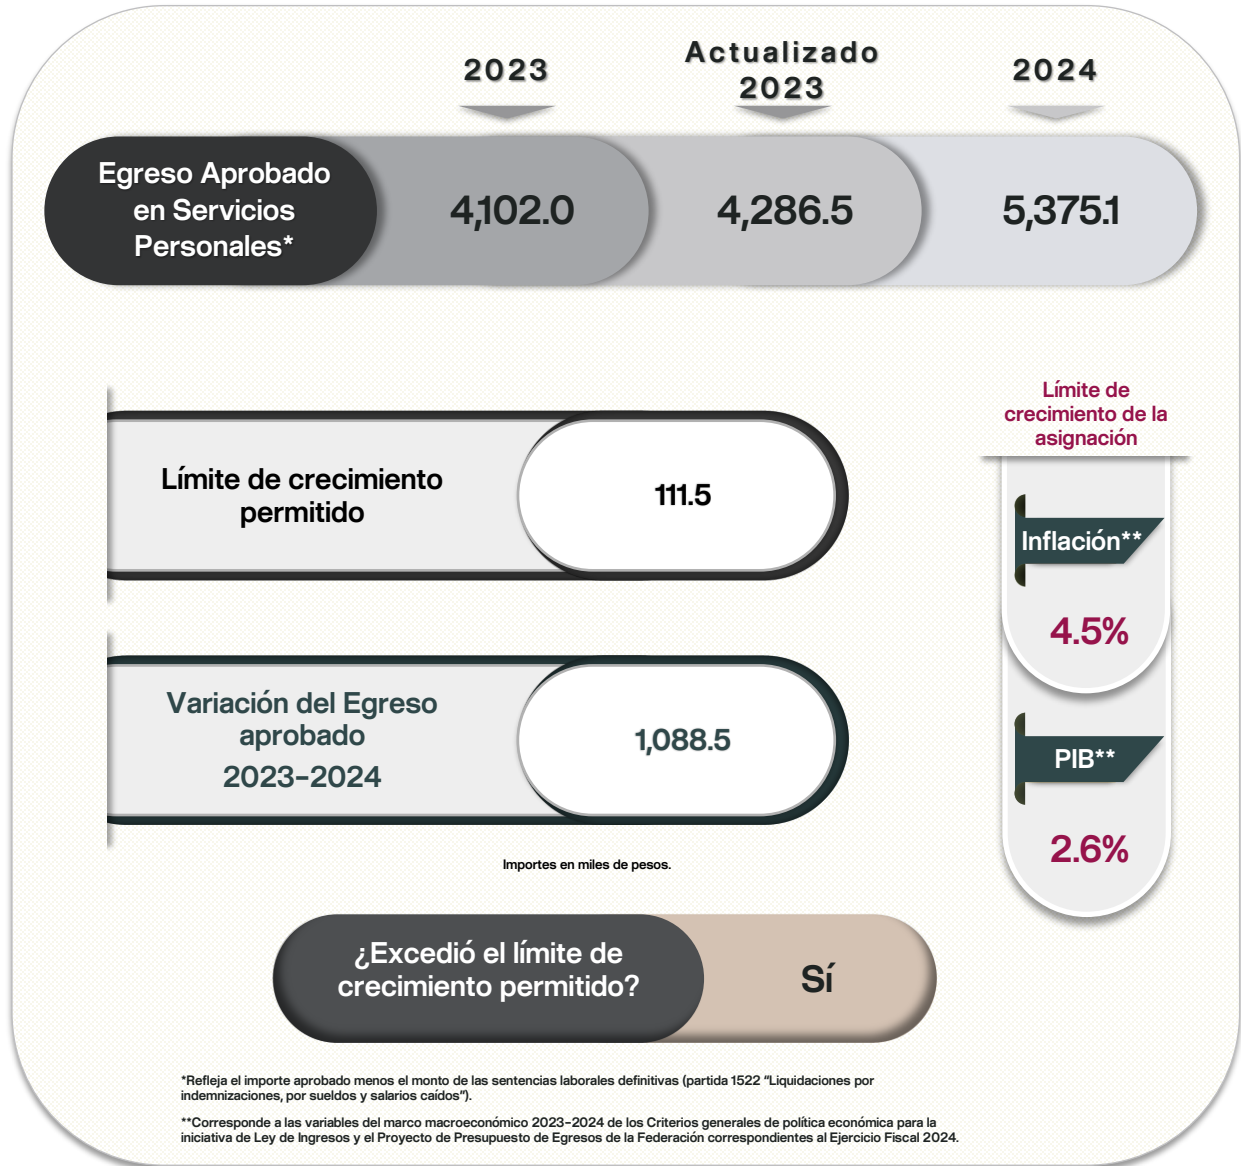 2023
Actualizado
2023
2024
Egreso Aprobado
en Servicios
Personales*
4,102.0
4,286.5
5,375.1
Límite de
crecimiento de la
asignación
Límite de crecimiento
permitido
111.5
Inflación**
4.5%
Variación del Egreso
aprobado
2023-2024
1,088.5
PIB**
2.6%
Importes en miles de pesos.
¿Excedió el límite de
crecimiento permitido?
Sí
*Refleja el importe aprobado menos el monto de las sentencias laborales definitivas (partida 1522 "Liquidaciones por
indemnizaciones, por sueldos y salarios caídos").
**Corresponde a las variables del marco macroeconómico 2023-2024 de los Criterios generales de política económica para la
iniciativa de Ley de Ingresos y el Proyecto de Presupuesto de Egresos de la Federación correspondientes al Ejercicio Fiscal 2024.